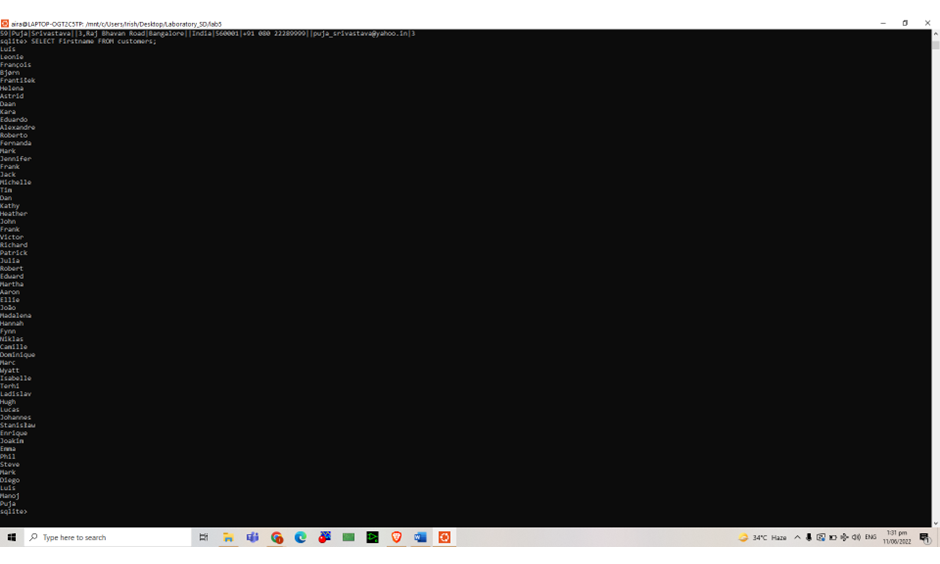 aira@LAPTOP-OGT2C5TP: /mnt/c/Users/Irish/Desktop/Laboratory_SD/lab5
59|Puja|Srivastava||3,Raj Bhavan Road|Bangalore||India|560001|+91 080 22289999||puja_srivastava@yahoo.in|3
sqlite> SELECT Firstname FROM customers;
Luís
Leonie
François
Bjørn
František
Helena
Astrid
Daan
Kara
Eduardo
Alexandre
Roberto
Fernanda
Mark
Jennifer
Frank
Jack
Michelle
Tim
Dan
Kathy
Heather
John
Frank
Victor
Richard
Patrick
Julia
Robert
Edward
Martha
Aaron
Ellie
João
Madalena
Hannah
Fynn
Niklas
Camille
Dominique
Marc
Wyatt
Isabelle
Terhi
Ladislav
Hugh
Lucas
Johannes
Stanisław
Enrique
Joakim
Emma
Phil
Steve
Mark
Diego
Luis
Manoj
Puja
sqlite>
Type here to search
34°C Haze
ENG
1:31 pm
11/06/2022